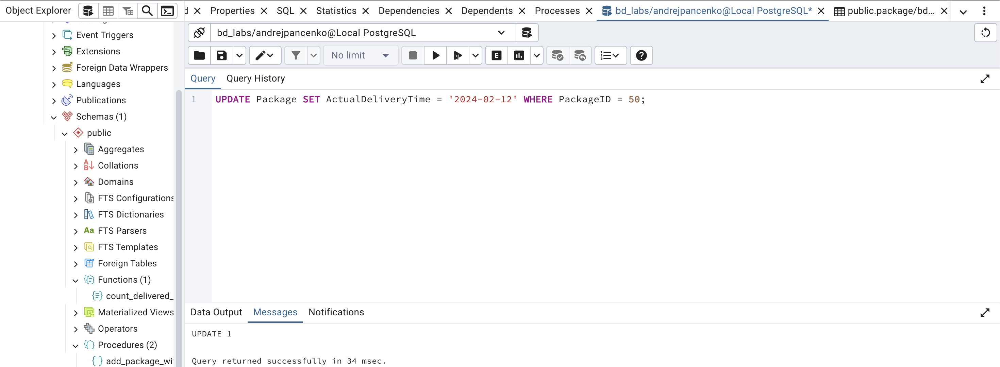 Object Explorer
d Properties SQL Statistics Dependencies Dependents Processes bd_labs/andrejpancenko@Local PostgreSQL* public.package/bd...
bd_labs/andrejpancenko@Local PostgreSQL
No limit
Query Query History
1 UPDATE Package SET ActualDeliveryTime = '2024-02-12' WHERE PackageID = 50;
Event Triggers
Extensions
Foreign Data Wrappers
Languages
Publications
Schemas (1)
public
Aggregates
Collations
Domains
FTS Configurations
FTS Dictionaries
Aa FTS Parsers
FTS Templates
Foreign Tables
Functions (1)
count_delivered_
Materialized Views
Operators
Procedures (2)
add_package_wi
Data Output Messages Notifications
UPDATE 1
Query returned successfully in 34 msec.